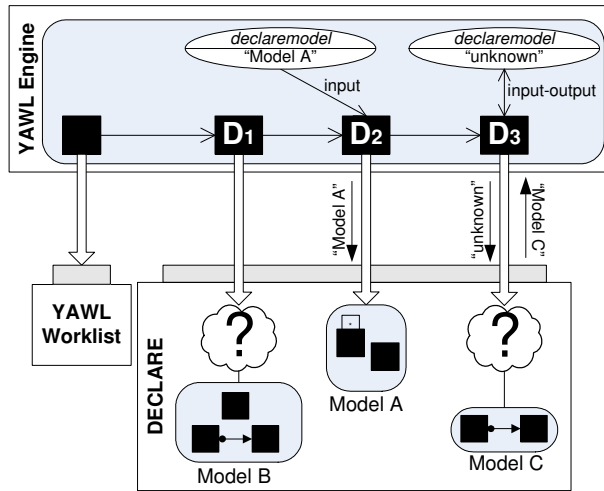 YAWL Engine
declaremodel
"Model A"
declaremodel
"unknown"
input
input-output
D1
D2
D3
"Model A"
"unknown"
"Model C"
YAWL
Worklist
DECLARE
?
?
Model A
Model B
Model C